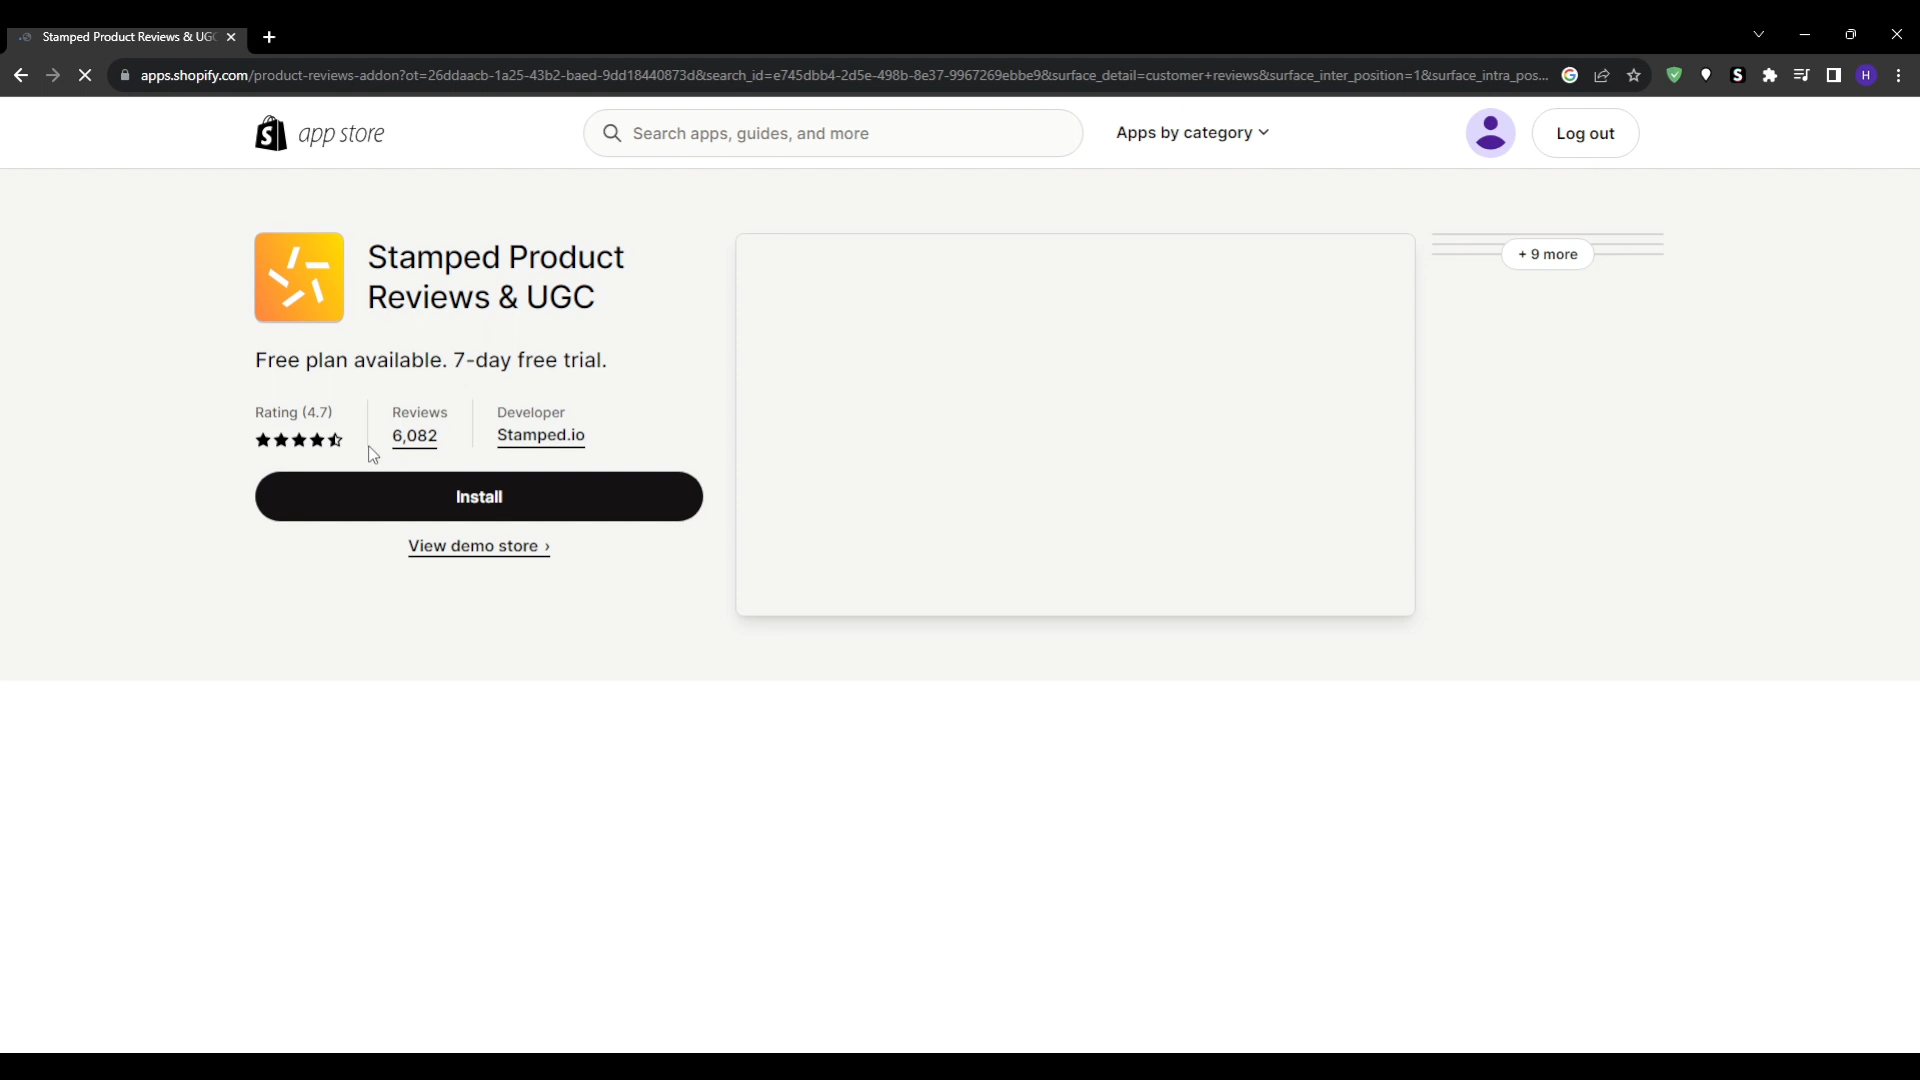 Stamped Product Reviews & UGC
apps.shopify.com/product-reviews-addon?ot=26ddaacb-1a25-43b2-baed-9dd18440873d&search_id=e745dbb4-2d5e-498b-8e37-9967269ebbe9&surface_detail=customer+reviews&surface_inter_position=1&surface_intra_pos...
H
app store
Search apps, guides, and more
Apps by category
Log out
Stamped Product
Reviews & UGC
+ 9 more
Free plan available. 7-day free trial.
Rating (4.7)
Reviews
Developer
6,082
Stamped.io
Install
View demo store ›